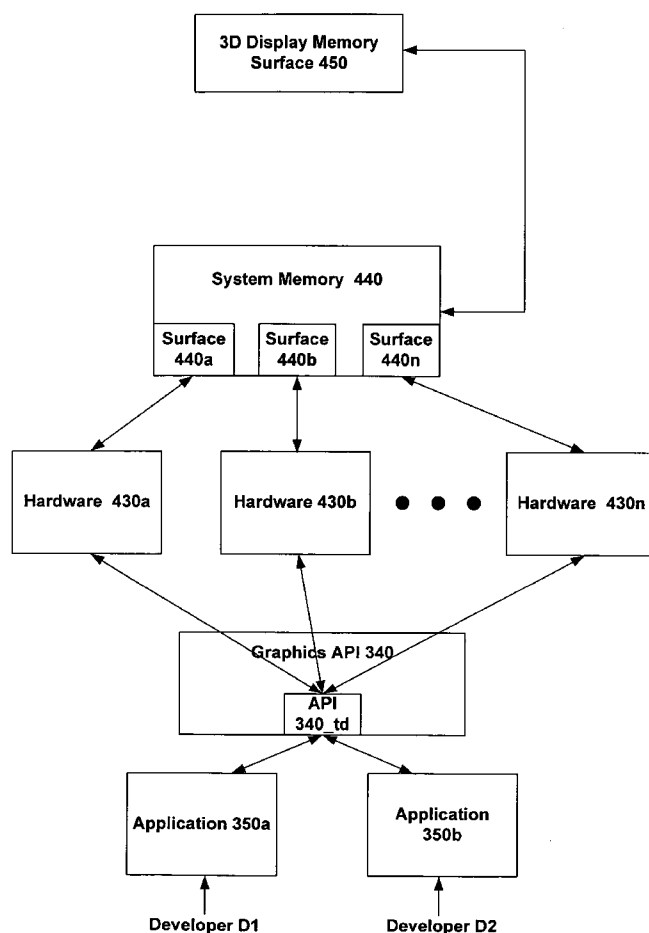 3D Display Memory
Surface 450
System Memory 440
Surface
440a
Surface
440b
Surface
440n
Hardware 430a
Hardware 430b
Hardware 430n
Graphics API 340
API
340_td
Application 350a
Application
350b
Developer D1
Developer D2